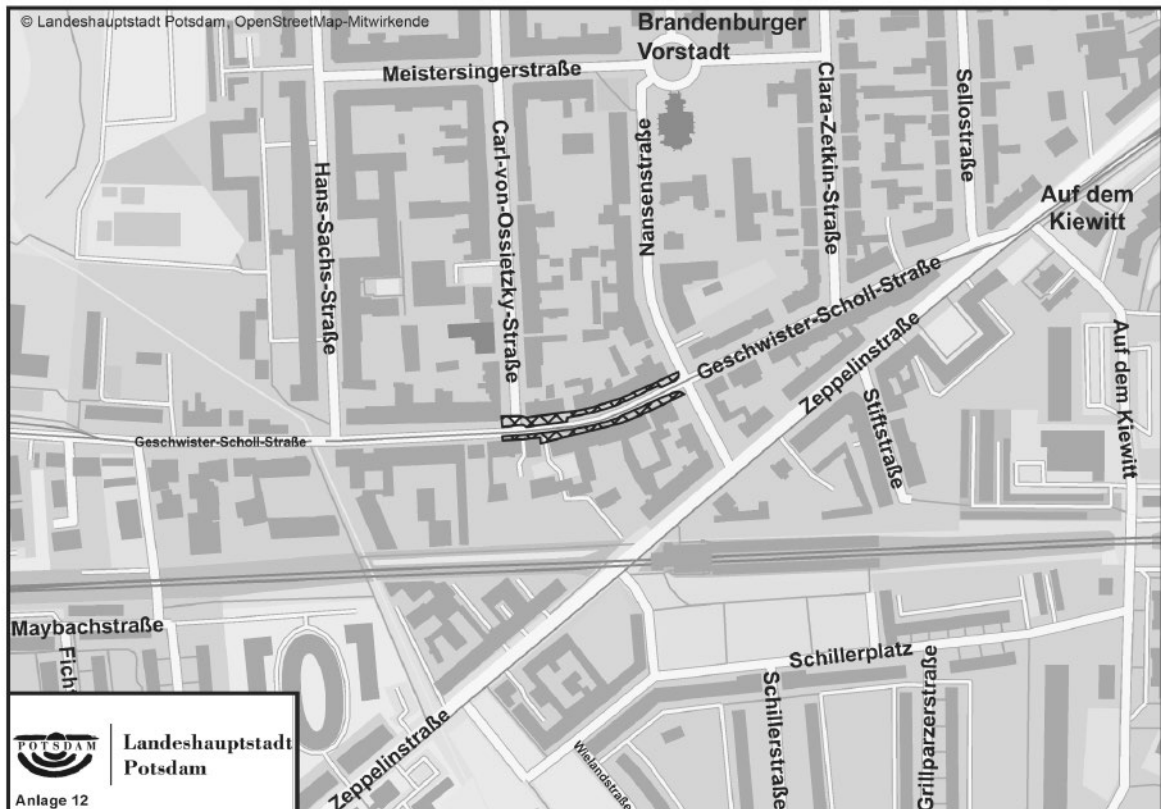 © Landeshauptstadt Potsdam, OpenStreetMap-Mitwirkende
Brandenburger
Vorstadt
Meistersingerstraße
Hans-Sachs-Straße
Carl-von-Ossietzky-Straße
Nansenstraße
Clara-Zetkin-Straße
Sellostraße
Auf dem
Kiewitt
Geschwister-Scholl-Straße
Zeppelinstraße
Stiftstraße
Auf dem Kiewitt
Geschwister-Scholl-Straße
Maybachstraße
Ficht
Schillerplatz
Schillerstraße
Grillparzerstraße
Wielandstraße
Zeppelinstraße
POTSDAM
Landeshauptstadt
Potsdam
Anlage 12